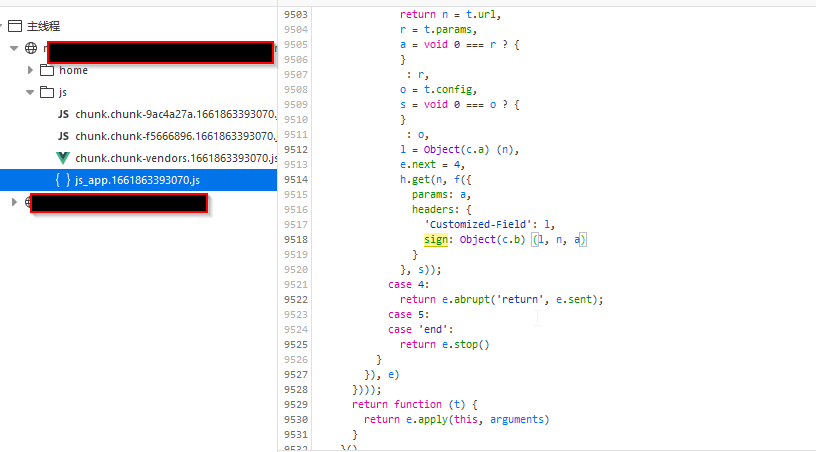 主线程
home
js
JS chunk.chunk-9ac4a27a.1661863393070.
JS chunk.chunk-f5666896.1661863393070.j
chunk.chunk-vendors.1661863393070.js
{ } js_app.1661863393070.js
9503 return n = t.url,
9504 r = t.params,
9505 a = void 0 === r ? {
9506 }
9507 : r,
9508 o = t.config,
9509 s = void 0 === o ? {
9510 }
9511 : o,
9512 l = Object(c.a) (n),
9513 e.next = 4,
9514 h.get(n, f({
9515 params: a,
9516 headers: {
9517 'Customized-Field': l,
9518 sign: Object(c.b) (l, n, a)
9519 }
9520 }, s));
9521 case 4:
9522 return e.abrupt('return', e.sent);
9523 case 5:
9524 case 'end':
9525 return e.stop()
9526 }
9527 }), e)
9528 })));
9529 return function (t) {
9530 return e.apply(this, arguments)
9531 }
9532 }()